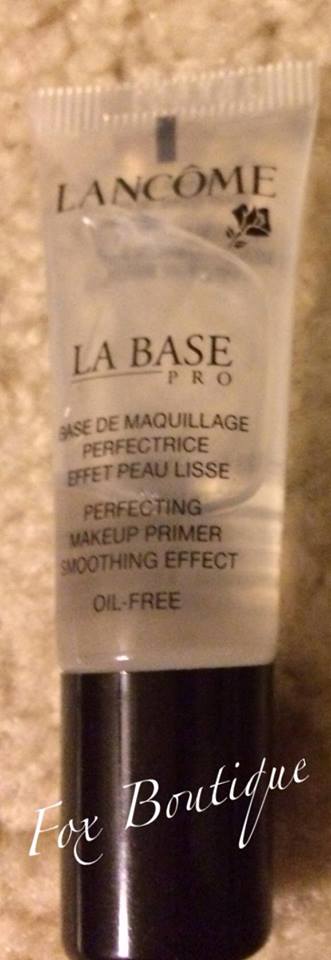 LANCÔME
LA BASE
PRO
BASE DE MAQUILLAGE
PERFECTRICE
EFFET PEAU LISSE
PERFECTING
MAKEUP PRIMER
SMOOTHING EFFECT
OIL-FREE
Fox Boutique